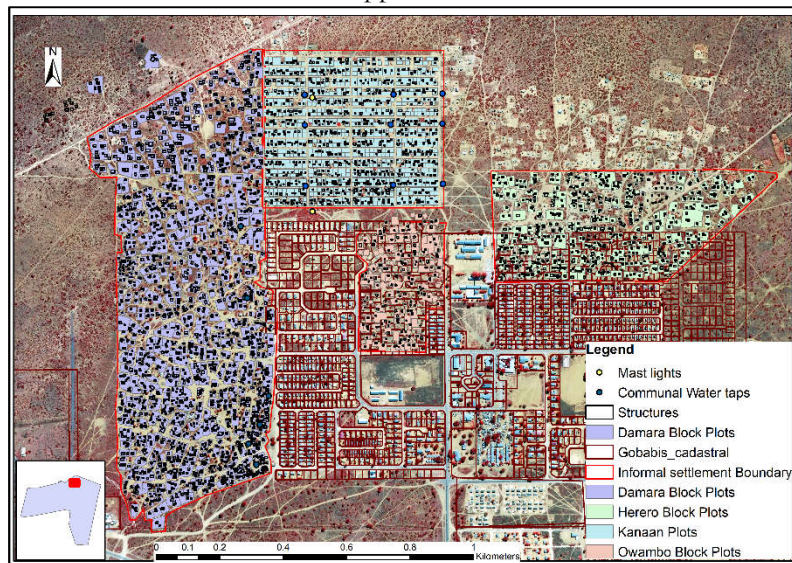 N
Legend
Mast lights
Communal Water taps
Structures
Damara Block Plots
Gobabis_cadastral
Informal settlement Boundary
Damara Block Plots
Herero Block Plots
Kanaan Plots
Owambo Block Plots
0 0.1 0.2 0.4 0.6 0.8 1
Kilometers